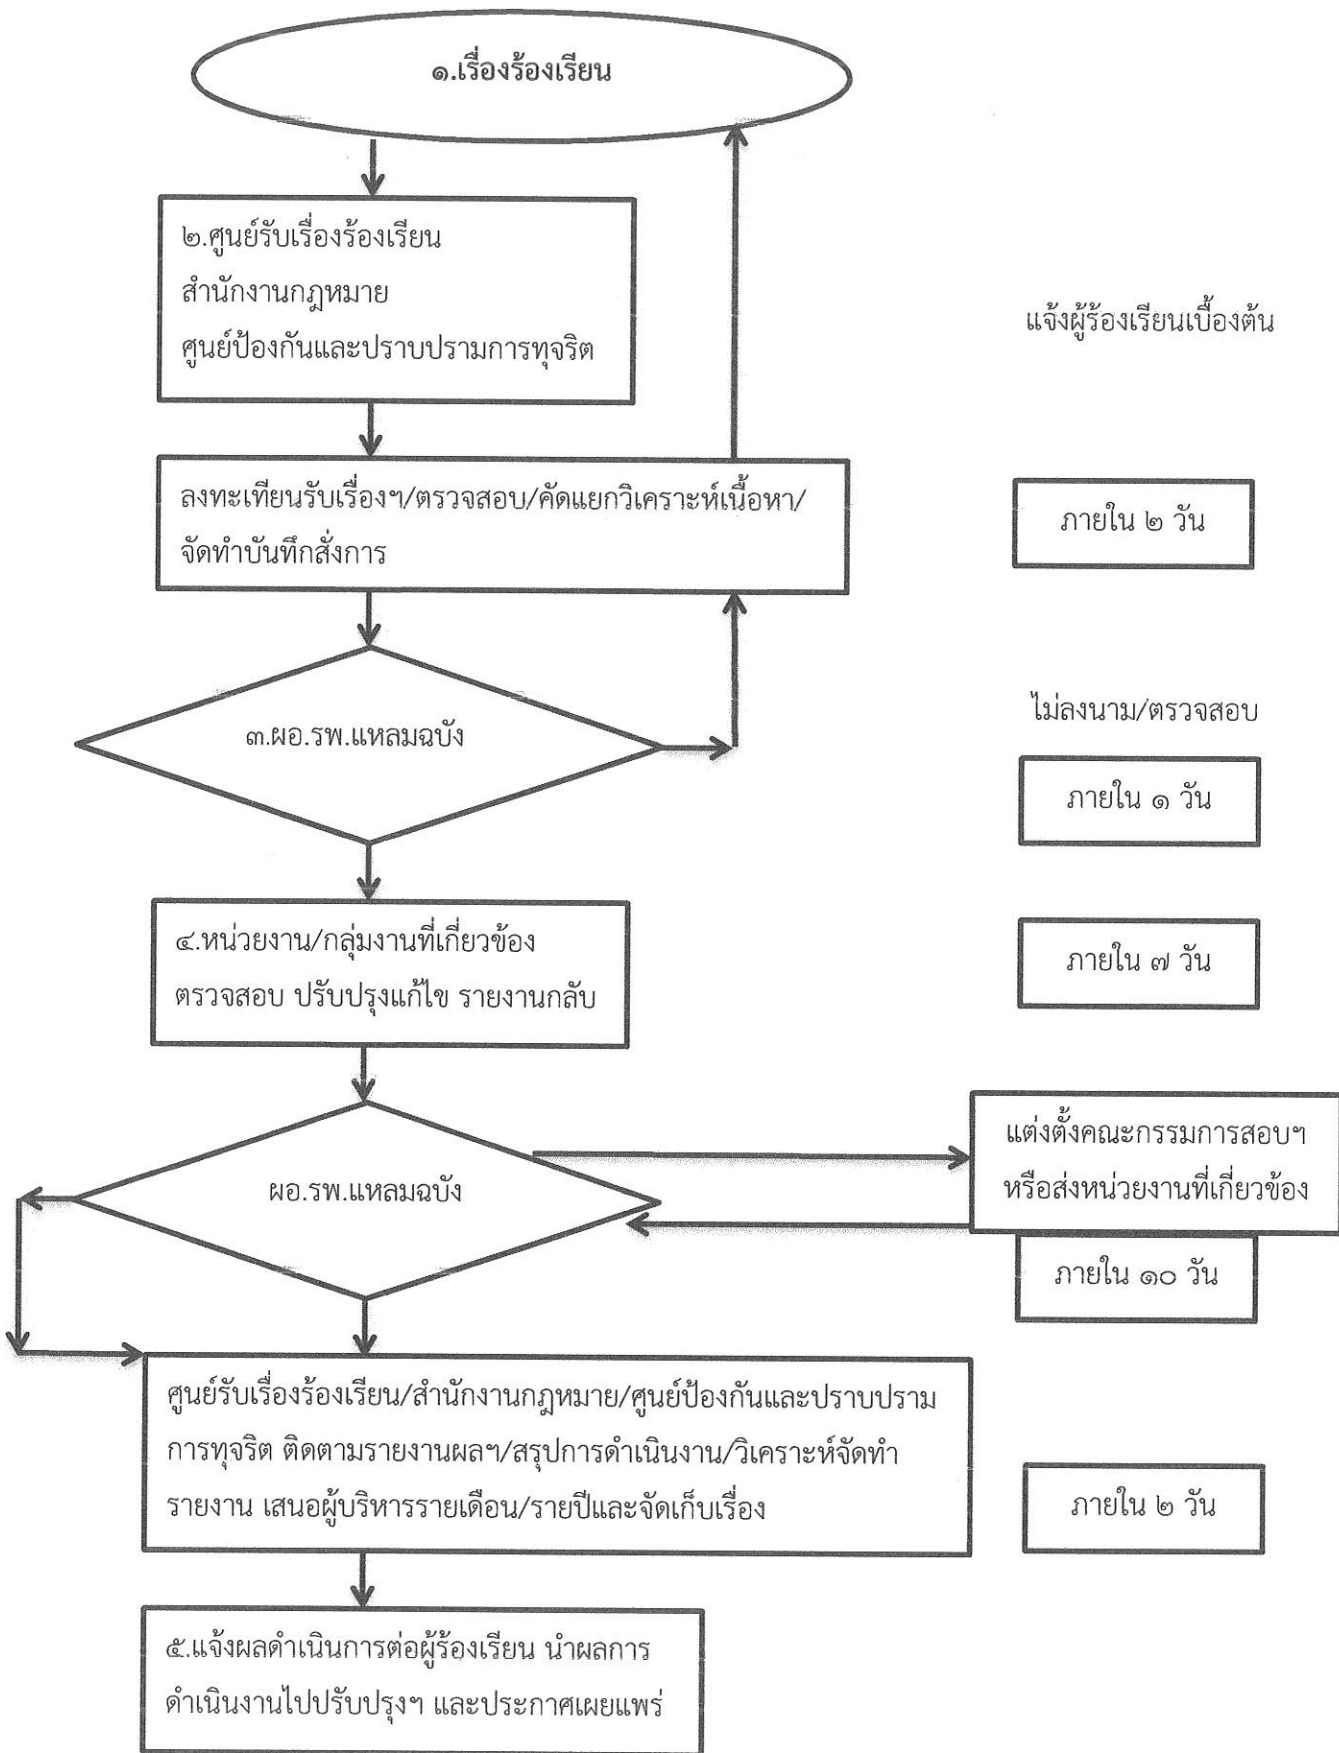 ๑.เรื่องร้องเรียน
๒.ศูนย์รับเรื่องร้องเรียน
สำนักงานกฎหมาย
ศูนย์ป้องกันและปราบปรามการทุจริต
แจ้งผู้ร้องเรียนเบื้องต้น
ลงทะเทียนรับเรื่องฯ/ตรวจสอบ/คัดแยกวิเคราะห์เนื้อหา/
จัดทำบันทึกสั่งการ
ภายใน ๒ วัน
๓.ผอ.รพ.แหลมฉบัง
ไม่ลงนาม/ตรวจสอบ
ภายใน ๑ วัน
๔.หน่วยงาน/กลุ่มงานที่เกี่ยวข้อง
ตรวจสอบ ปรับปรุงแก้ไข รายงานกลับ
ภายใน ๗ วัน
แต่งตั้งคณะกรรมการสอบฯ
หรือส่งหน่วยงานที่เกี่ยวข้อง
ผอ.รพ.แหลมฉบัง
ภายใน ๑๐ วัน
ศูนย์รับเรื่องร้องเรียน/สำนักงานกฎหมาย/ศูนย์ป้องกันและปราบปราม
การทุจริต ติดตามรายงานผลฯ/สรุปการดำเนินงาน/วิเคราะห์จัดทำ
รายงาน เสนอผู้บริหารรายเดือน/รายปีและจัดเก็บเรื่อง
ภายใน ๒ วัน
๕.แจ้งผลดำเนินการต่อผู้ร้องเรียน นำผลการ
ดำเนินงานไปปรับปรุงฯ และประกาศเผยแพร่